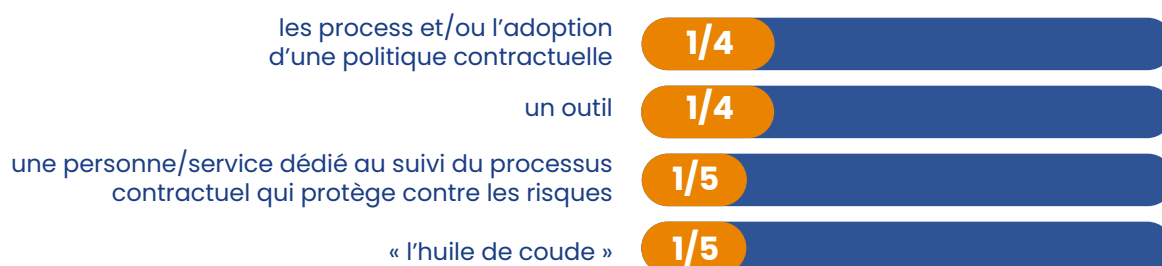 les process et/ou l’adoption
d’une politique contractuelle
1/4
un outil
1/4
une personne/service dédié au suivi du processus
contractuel qui protège contre les risques
1/5
« l’huile de coude »
1/5